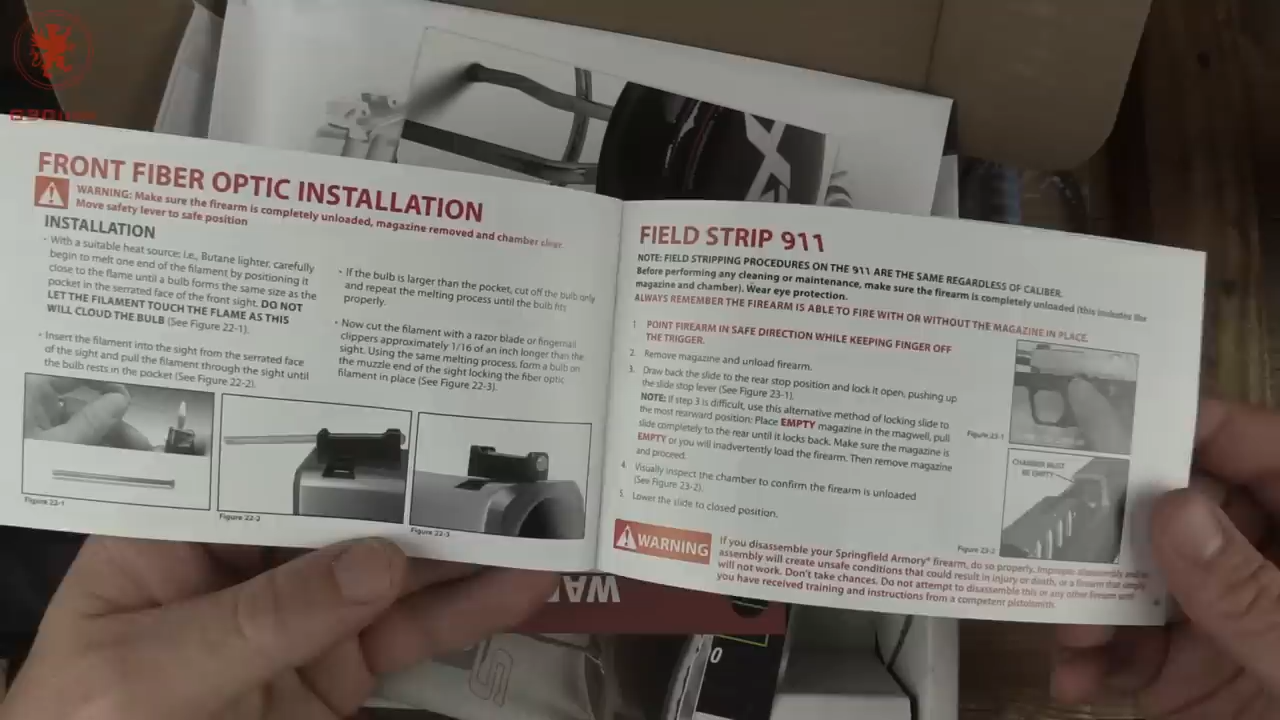 FRONT FIBER OPTIC INSTALLATION
WARNING: Make sure the firearm is completely unloaded, magazine removed and chamber clear.
Move safety lever to safe position
INSTALLATION
• With a suitable heat source; i.e., Butane lighter, carefully
begin to melt one end of the filament by positioning it
close to the flame until a bulb forms the same size as the
pocket in the serrated face of the front sight. DO NOT
LET THE FILAMENT TOUCH THE FLAME AS THIS
WILL CLOUD THE BULB (See Figure 22-1).
• Insert the filament into the sight from the serrated face
of the sight and pull the filament through the sight until
the bulb rests in the pocket (See Figure 22-2).
• If the bulb is larger than the pocket, cut off the bulb only
and repeat the melting process until the bulb fits
properly.
• Now cut the filament with a razor blade or fingernail
clippers approximately 1/16 of an inch longer than the
sight. Using the same melting process, form a bulb on
the muzzle end of the sight locking the fiber optic
filament in place (See Figure 22-3).
Figure 22-1
Figure 22-2
Figure 22-3
FIELD STRIP 911
NOTE: FIELD STRIPPING PROCEDURES ON THE 911 ARE THE SAME REGARDLESS OF CALIBER.
Before performing any cleaning or maintenance, make sure the firearm is completely unloaded (this includes the
magazine and chamber). Wear eye protection.
ALWAYS REMEMBER THE FIREARM IS ABLE TO FIRE WITH OR WITHOUT THE MAGAZINE IN PLACE.
1. POINT FIREARM IN SAFE DIRECTION WHILE KEEPING FINGER OFF
THE TRIGGER.
2. Remove magazine and unload firearm.
3. Draw back the slide to the rear stop position and lock it open, pushing up
the slide stop lever (See Figure 23-1).
NOTE: If step 3 is difficult, use this alternative method of locking slide to
the most rearward position: Place EMPTY magazine in the magwell, pull
slide completely to the rear until it locks back. Make sure the magazine is
EMPTY or you will inadvertently load the firearm. Then remove magazine
and proceed.
4. Visually inspect the chamber to confirm the firearm is unloaded
(See Figure 23-2).
5. Lower the slide to closed position.
Figure 23-1
CHAMBER MUST
BE EMPTY
Figure 23-2
WARNING
If you disassemble your Springfield Armory® firearm, do so properly. Improper disassembly and/or
assembly will create unsafe conditions that could result in injury or death, or a firearm that simply
will not work. Don't take chances. Do not attempt to disassemble this or any other firearm until
you have received training and instructions from a competent pistolsmith.
WAR
0